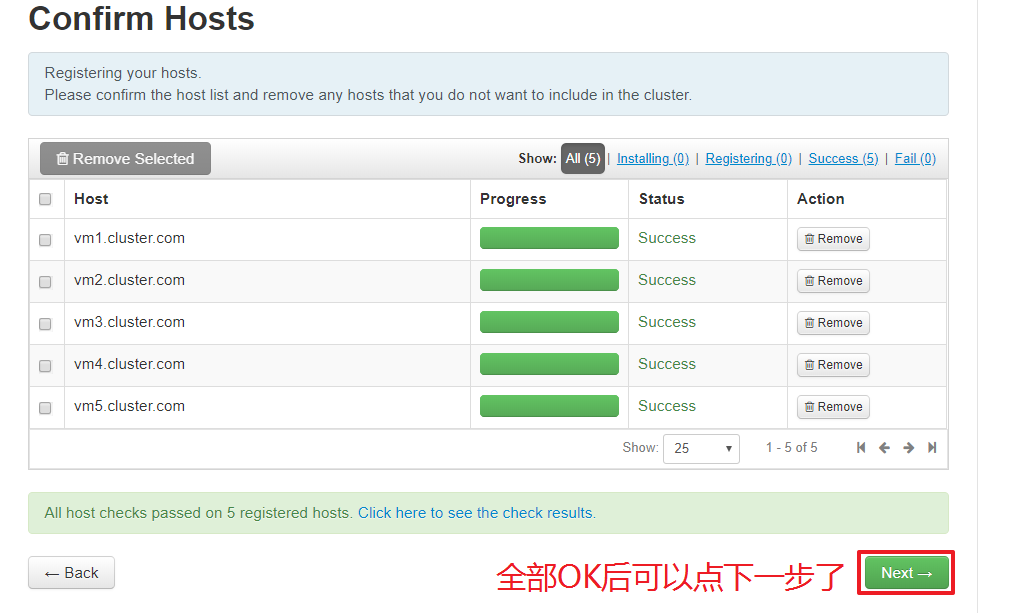 Confirm Hosts
Registering your hosts.
Please confirm the host list and remove any hosts that you do not want to include in the cluster.
Remove Selected Show: All (5) | Installing (0) | Registering (0) | Success (5) | Fail (0)
Host Progress Status Action
vm1.cluster.com Success Remove
vm2.cluster.com Success Remove
vm3.cluster.com Success Remove
vm4.cluster.com Success Remove
vm5.cluster.com Success Remove
Show: 25 1 - 5 of 5
All host checks passed on 5 registered hosts. Click here to see the check results.
← Back 全部OK后可以点下一步了 Next →